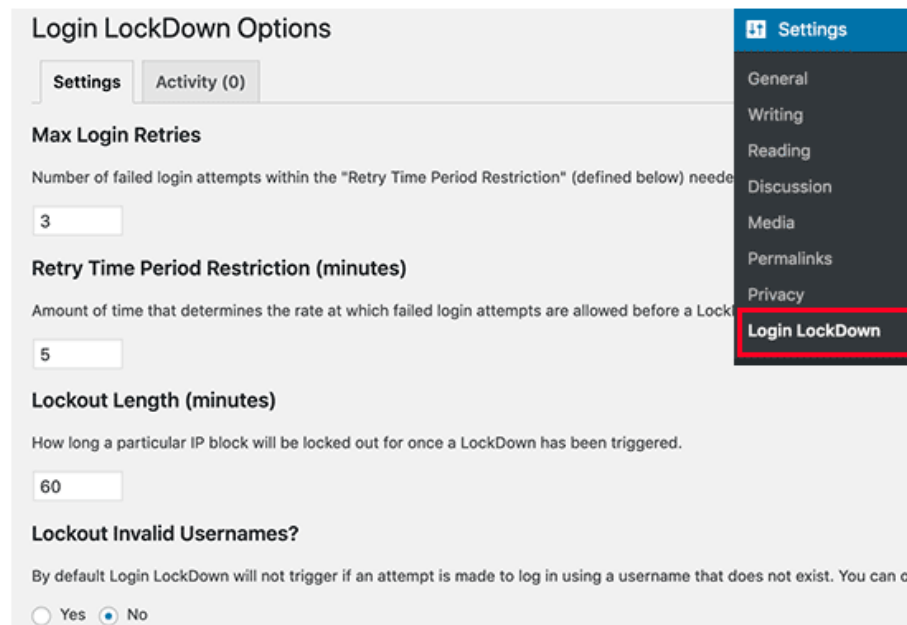 Login LockDown Options
Settings
Activity (0)
Max Login Retries
Number of failed login attempts within the "Retry Time Period Restriction" (defined below)
3
Retry Time Period Restriction (minutes)
Amount of time that determines the rate at which failed login attempts are allowed before a
5
Lockout Length (minutes)
How long a particular IP block will be locked out for once a LockDown has been triggered.
60
Lockout Invalid Usernames?
By default Login LockDown will not trigger if an attempt is made to log in using a username that does not exist. You can
Yes
No
Settings
General
Writing
Reading
Discussion
Media
Permalinks
Privacy
Login LockDown